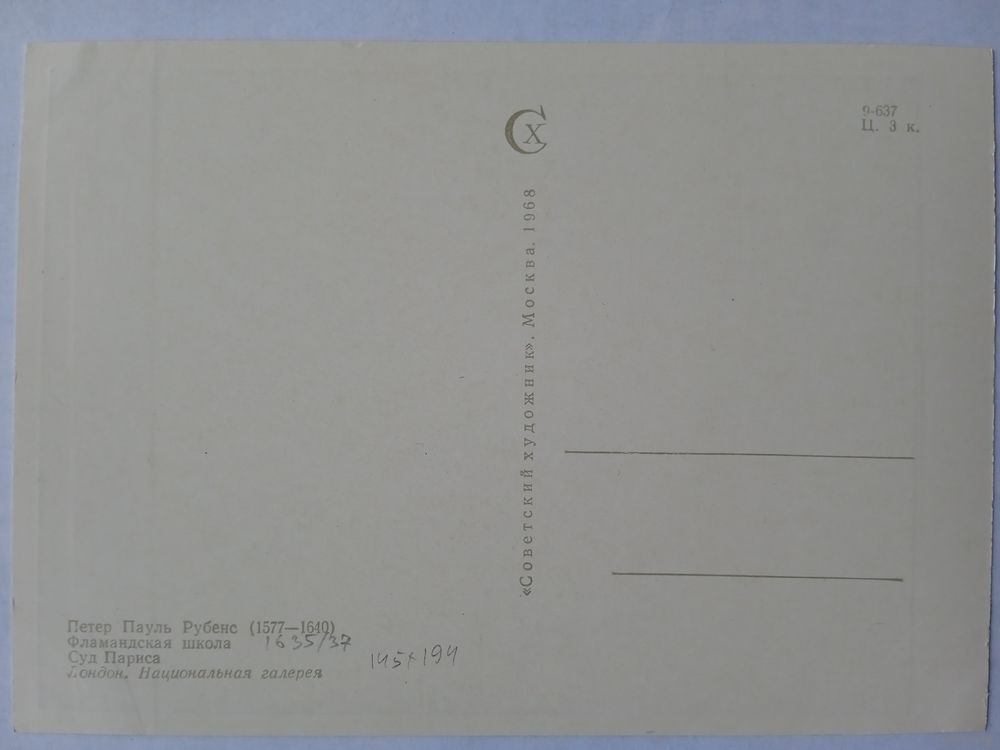 Сх
9-637
Ц. 3 к.
«Советский художник». Москва. 1968
Петер Пауль Рубенс (1577—1640)
Фламандская школа 1635/37
Суд Париса
145×194
Лондон. Национальная галерея